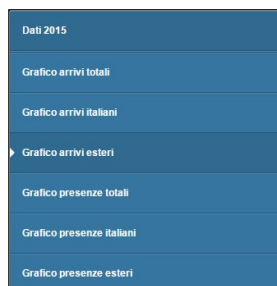 Dati 2015
Grafico arrivi totali
Grafico arrivi italiani
Grafico arrivi esteri
Grafico presenze totali
Grafico presenze italiani
Grafico presenze esteri